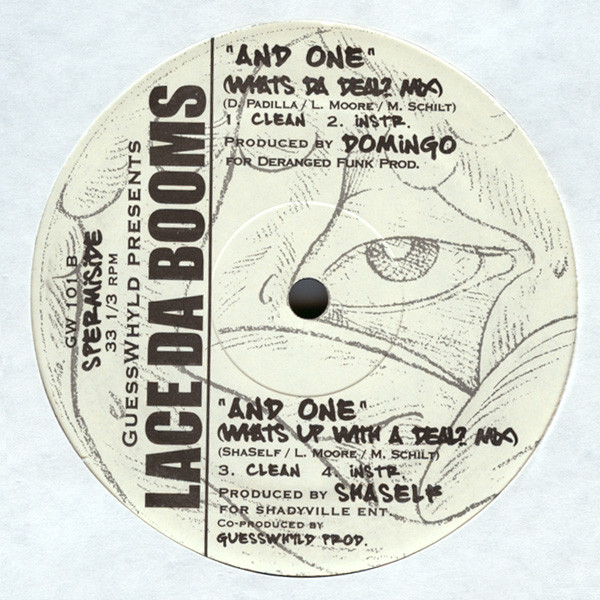 "AND ONE"
(WHATS DA DEAL? MIX)
(D. PADILLA / L. MOORE / M. SCHILT)
1. CLEAN 2. INSTR.
PRODUCED BY DOMINGO
FOR DERANGED FUNK PROD.
GUESSWHYLD PRESENTS
LACE DA BOOMS
GW 101 B
SPERMISIDE
33 1/3 RPM
"AND ONE"
(WHATS UP WITH A DEAL? MIX)
(SHASELF / L. MOORE / M. SCHILT)
3. CLEAN 4. INSTR.
PRODUCED BY SHASELF
FOR SHADYVILLE ENT.
CO-PRODUCED BY
GUESSWHYLD PROD.